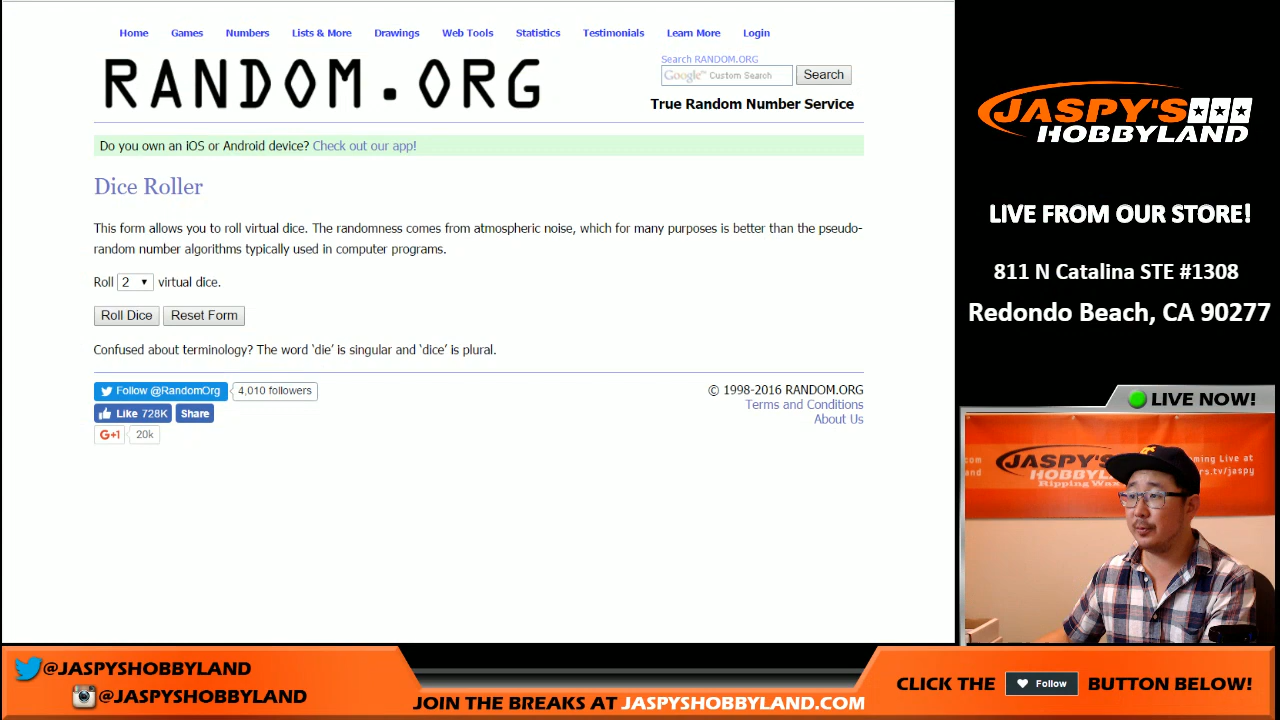 Home Games Numbers Lists & More Drawings Web Tools Statistics Testimonials Learn More Login
RANDOM.ORG
Search RANDOM.ORG
Google™ Custom Search Search
True Random Number Service
Do you own an iOS or Android device? Check out our app!
Dice Roller
This form allows you to roll virtual dice. The randomness comes from atmospheric noise, which for many purposes is better than the pseudo-
random number algorithms typically used in computer programs.
Roll 2 virtual dice.
Roll Dice Reset Form
Confused about terminology? The word ‘die’ is singular and ‘dice’ is plural.
Follow @RandomOrg 4,010 followers
Like 728K Share
G+1 20k
© 1998-2016 RANDOM.ORG
Terms and Conditions
About Us
JASPY'S
HOBBYLAND
LIVE FROM OUR STORE!
811 N Catalina STE #1308
Redondo Beach, CA 90277
LIVE NOW!
JASPY'S
HOBBYLAND
Ripping Wax
.com
and
ming Live at
rs.tv/jaspy
@JASPYSHOBBYLAND
@JASPYSHOBBYLAND
JOIN THE BREAKS AT JASPYSHOBBYLAND.COM
CLICK THE Follow BUTTON BELOW!